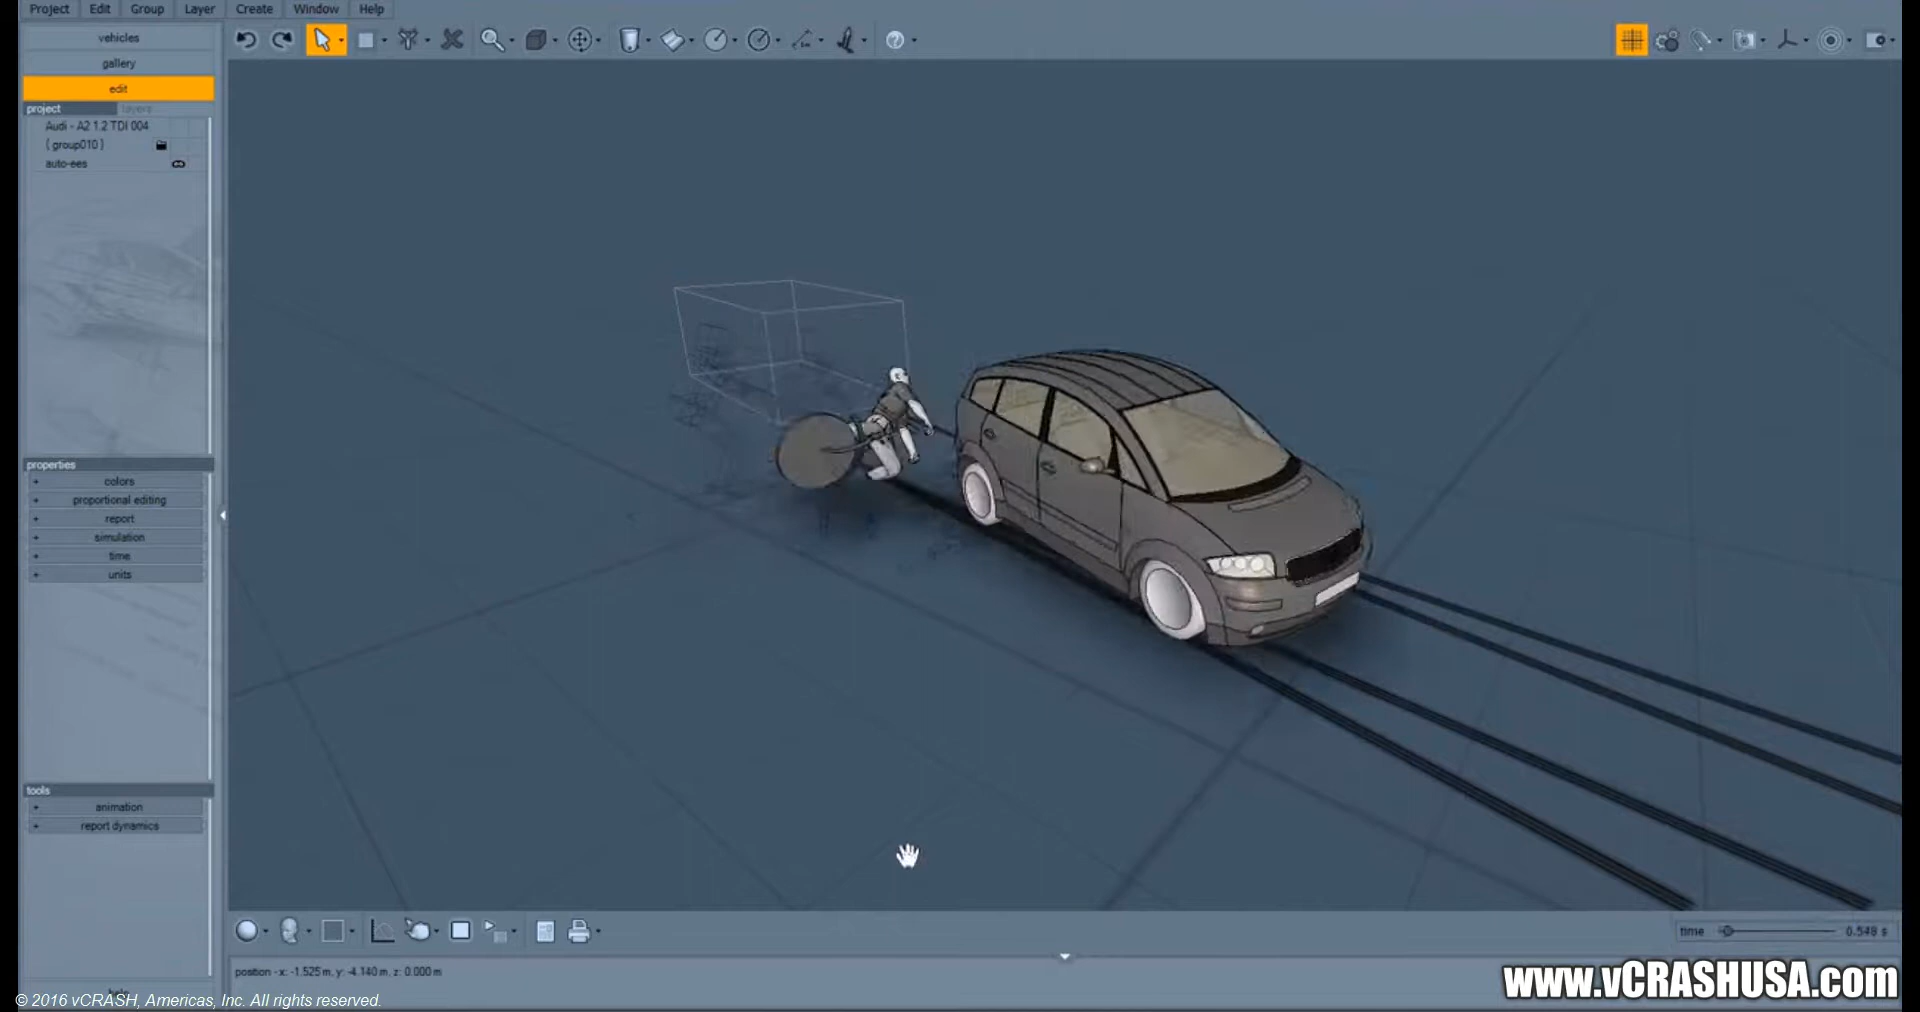 Project Edit Group Layer Create Window Help
vehicles
gallery
edit
project layers
Audi - A2 1.2 TDI 004
( group010 )
auto-ees
properties
+ colors
+ proportional editing
+ report
+ simulation
+ time
+ units
tools
+ animation
+ report dynamics
time 0.548 s
position - x: -1.525 m, y: -4.140 m, z: 0.000 m
help
© 2016 vCRASH, Americas, Inc. All rights reserved.
www.vCRASHUSA.com